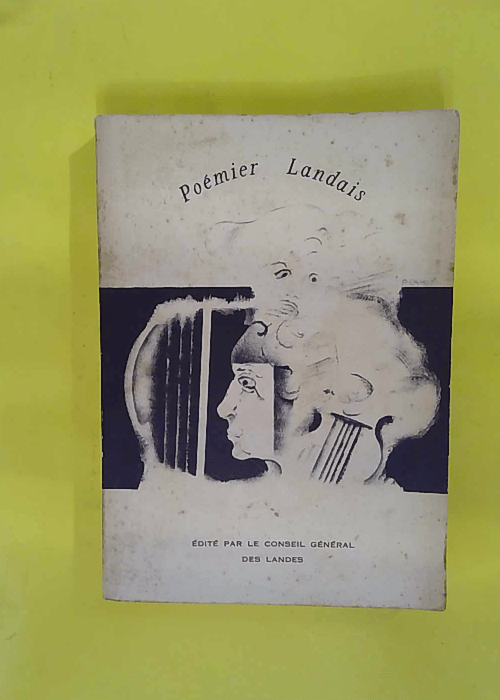 Poémier Landais
ÉDITÉ PAR LE CONSEIL GÉNÉRAL
DES LANDES